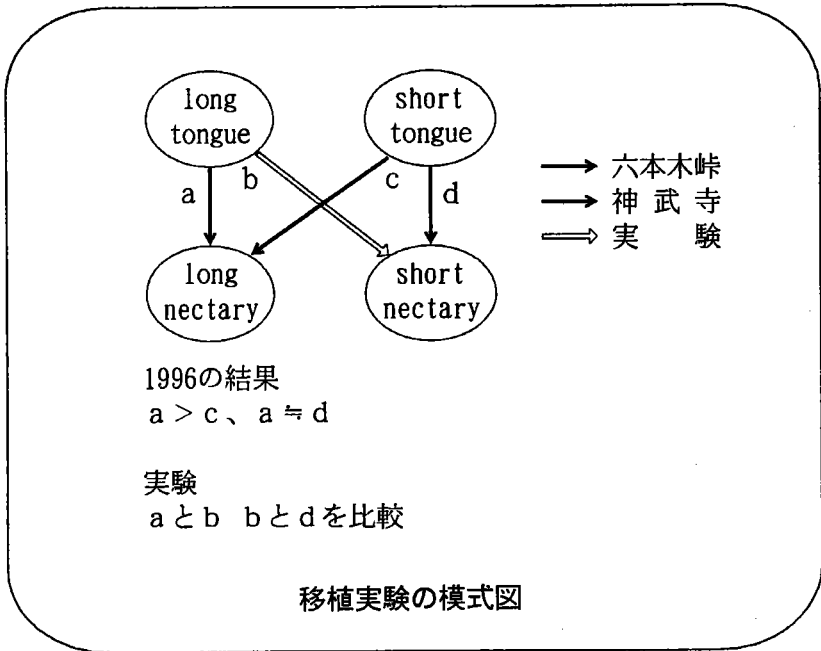 long
tongue
short
tongue
a
b
c
d
long
nectary
short
nectary
六本木峠
神武寺
実験
1996の結果
a>c、a≒d
実験
aとb bとdを比較
移植実験の模式図